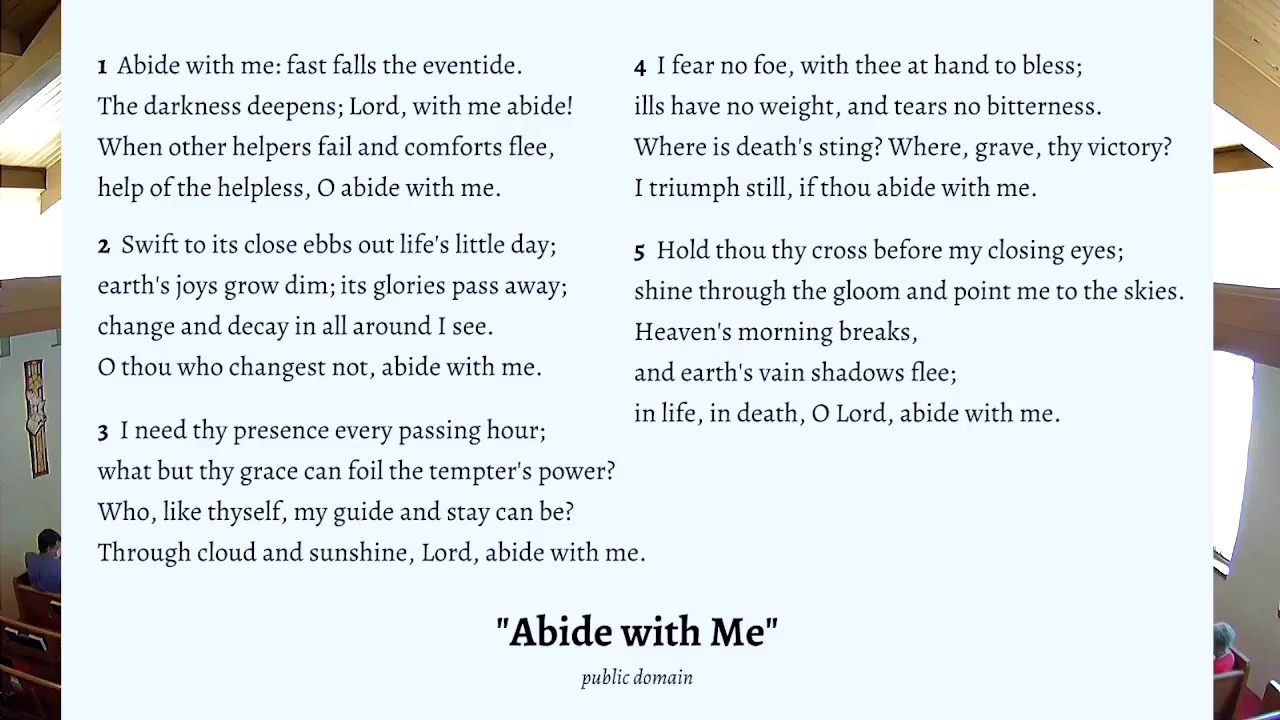 1 Abide with me: fast falls the eventide.
The darkness deepens; Lord, with me abide!
When other helpers fail and comforts flee,
help of the helpless, O abide with me.
2 Swift to its close ebbs out life's little day;
earth's joys grow dim; its glories pass away;
change and decay in all around I see.
O thou who changest not, abide with me.
3 I need thy presence every passing hour;
what but thy grace can foil the tempter's power?
Who, like thyself, my guide and stay can be?
Through cloud and sunshine, Lord, abide with me.
4 I fear no foe, with thee at hand to bless;
ills have no weight, and tears no bitterness.
Where is death's sting? Where, grave, thy victory?
I triumph still, if thou abide with me.
5 Hold thou thy cross before my closing eyes;
shine through the gloom and point me to the skies.
Heaven's morning breaks,
and earth's vain shadows flee;
in life, in death, O Lord, abide with me.
"Abide with Me"
public domain